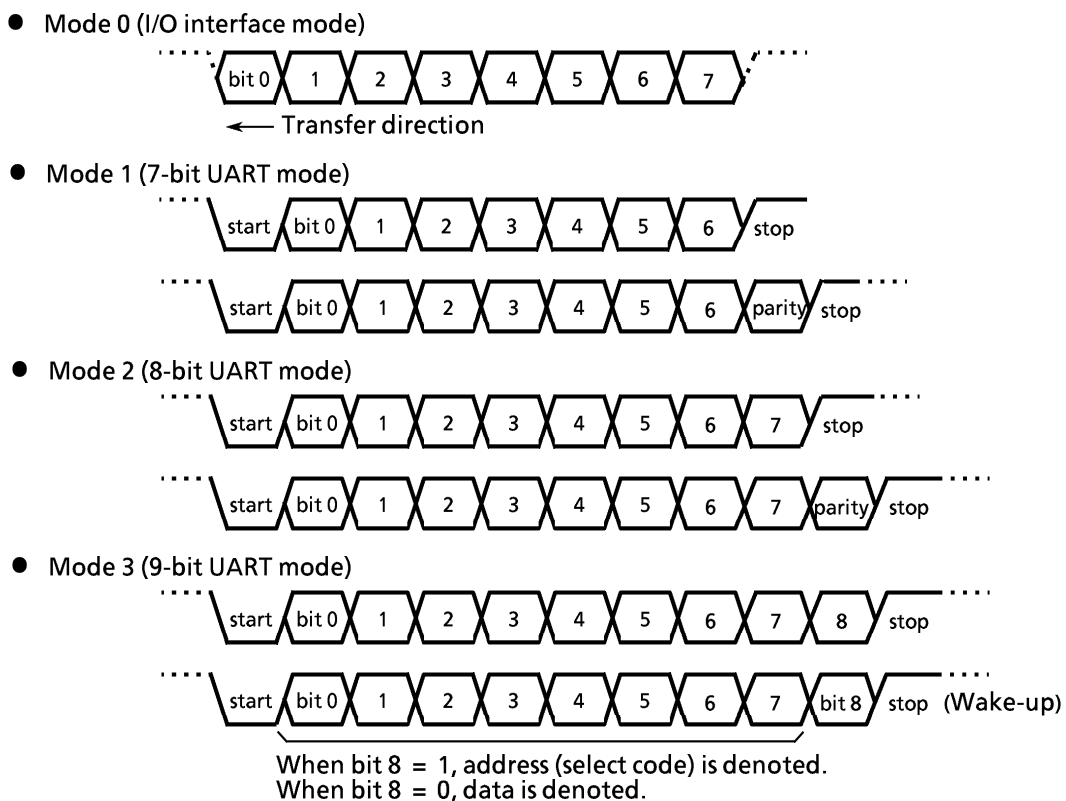 ● Mode 0 (I/O interface mode)
bit 0 1 2 3 4 5 6 7
← Transfer direction
● Mode 1 (7-bit UART mode)
start bit 0 1 2 3 4 5 6 stop
start bit 0 1 2 3 4 5 6 parity stop
● Mode 2 (8-bit UART mode)
start bit 0 1 2 3 4 5 6 7 stop
start bit 0 1 2 3 4 5 6 7 parity stop
● Mode 3 (9-bit UART mode)
start bit 0 1 2 3 4 5 6 7 8 stop
start bit 0 1 2 3 4 5 6 7 bit 8 stop (Wake-up)
When bit 8 = 1, address (select code) is denoted.
When bit 8 = 0, data is denoted.